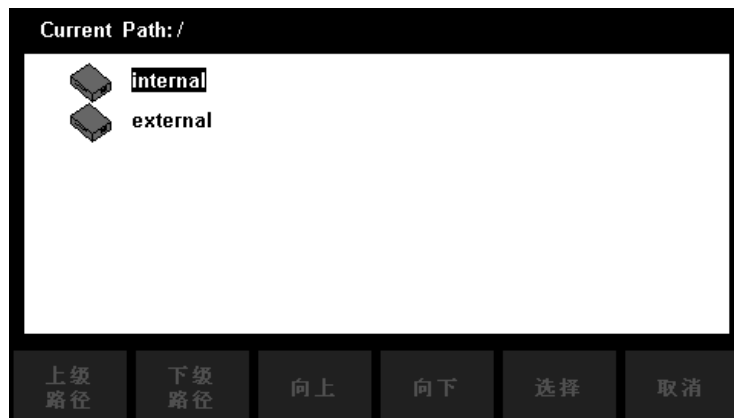 Current Path: /
internal
external
上级 下级 向上 向下 选择 取消
路径 路径